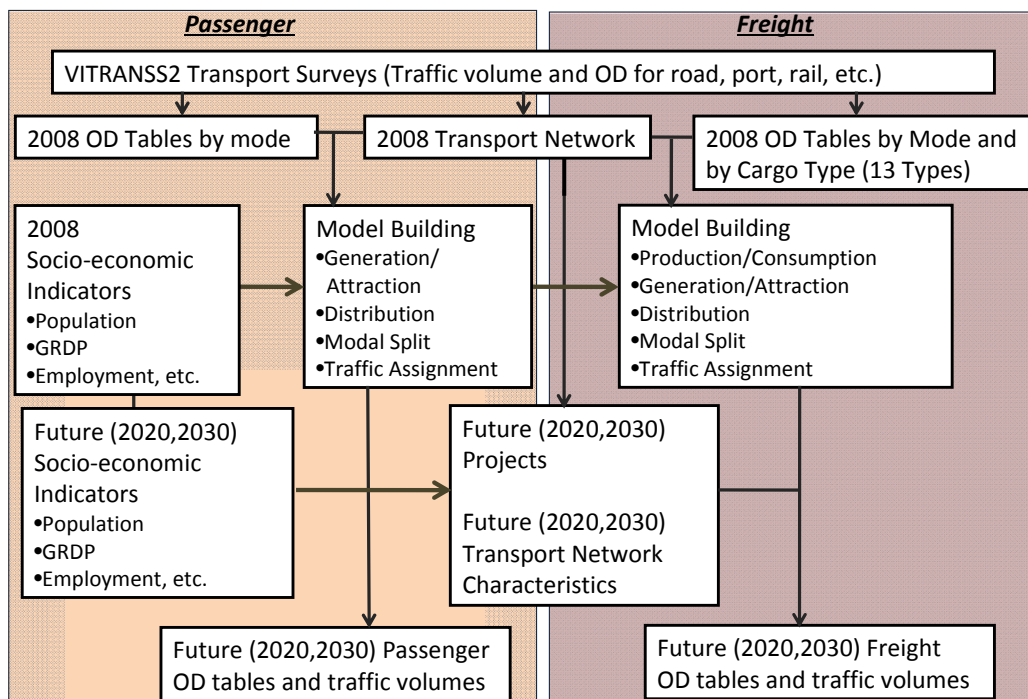 Passenger
Freight
VITRANSS2 Transport Surveys (Traffic volume and OD for road, port, rail, etc.)
2008 OD Tables by mode
2008 Transport Network
2008 OD Tables by Mode and
by Cargo Type (13 Types)
2008
Socio-economic
Indicators
•Population
•GRDP
•Employment, etc.
Model Building
•Generation/
Attraction
•Distribution
•Modal Split
•Traffic Assignment
Model Building
•Production/Consumption
•Generation/Attraction
•Distribution
•Modal Split
•Traffic Assignment
Future (2020,2030)
Socio-economic
Indicators
•Population
•GRDP
•Employment, etc.
Future (2020,2030)
Projects
Future (2020,2030)
Transport Network
Characteristics
Future (2020,2030) Passenger
OD tables and traffic volumes
Future (2020,2030) Freight
OD tables and traffic volumes